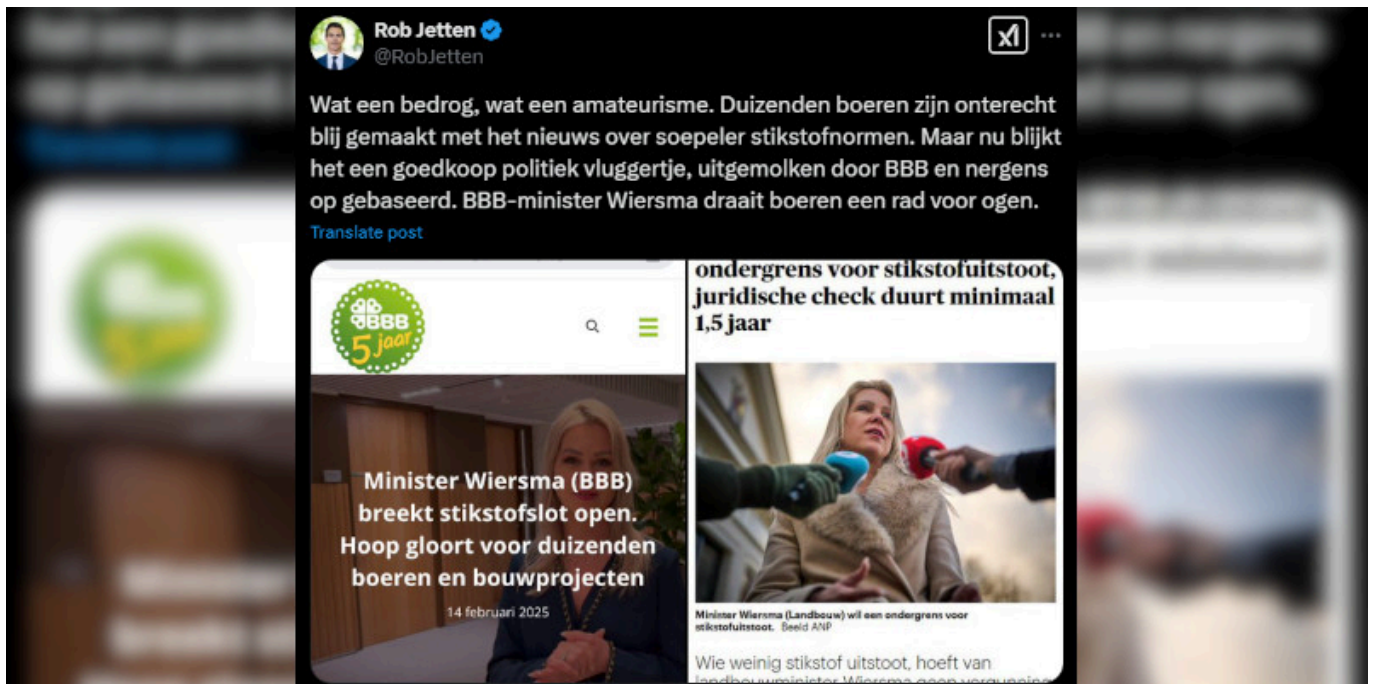 Rob Jetten
@RobJetten
Wat een bedrog, wat een amateurisme. Duizenden boeren zijn onterecht
blij gemaakt met het nieuws over soepeler stikstofnormen. Maar nu blijkt
het een goedkoop politiek vluggertje, uitgemolken door BBB en nergens
op gebaseerd. BBB-minister Wiersma draait boeren een rad voor ogen.
Translate post
BBB
5 jaar
Minister Wiersma (BBB)
breekt stikstofslot open.
Hoop gloort voor duizenden
boeren en bouwprojecten
14 februari 2025
ondergrens voor stikstofuitstoot,
juridische check duurt minimaal
1,5 jaar
Minister Wiersma (Landbouw) wil een ondergrens voor
stikstofuitstoot. Beeld ANP
Wie weinig stikstof uitstoot, hoeft van
landbouwminister Wiersma geen vergunning